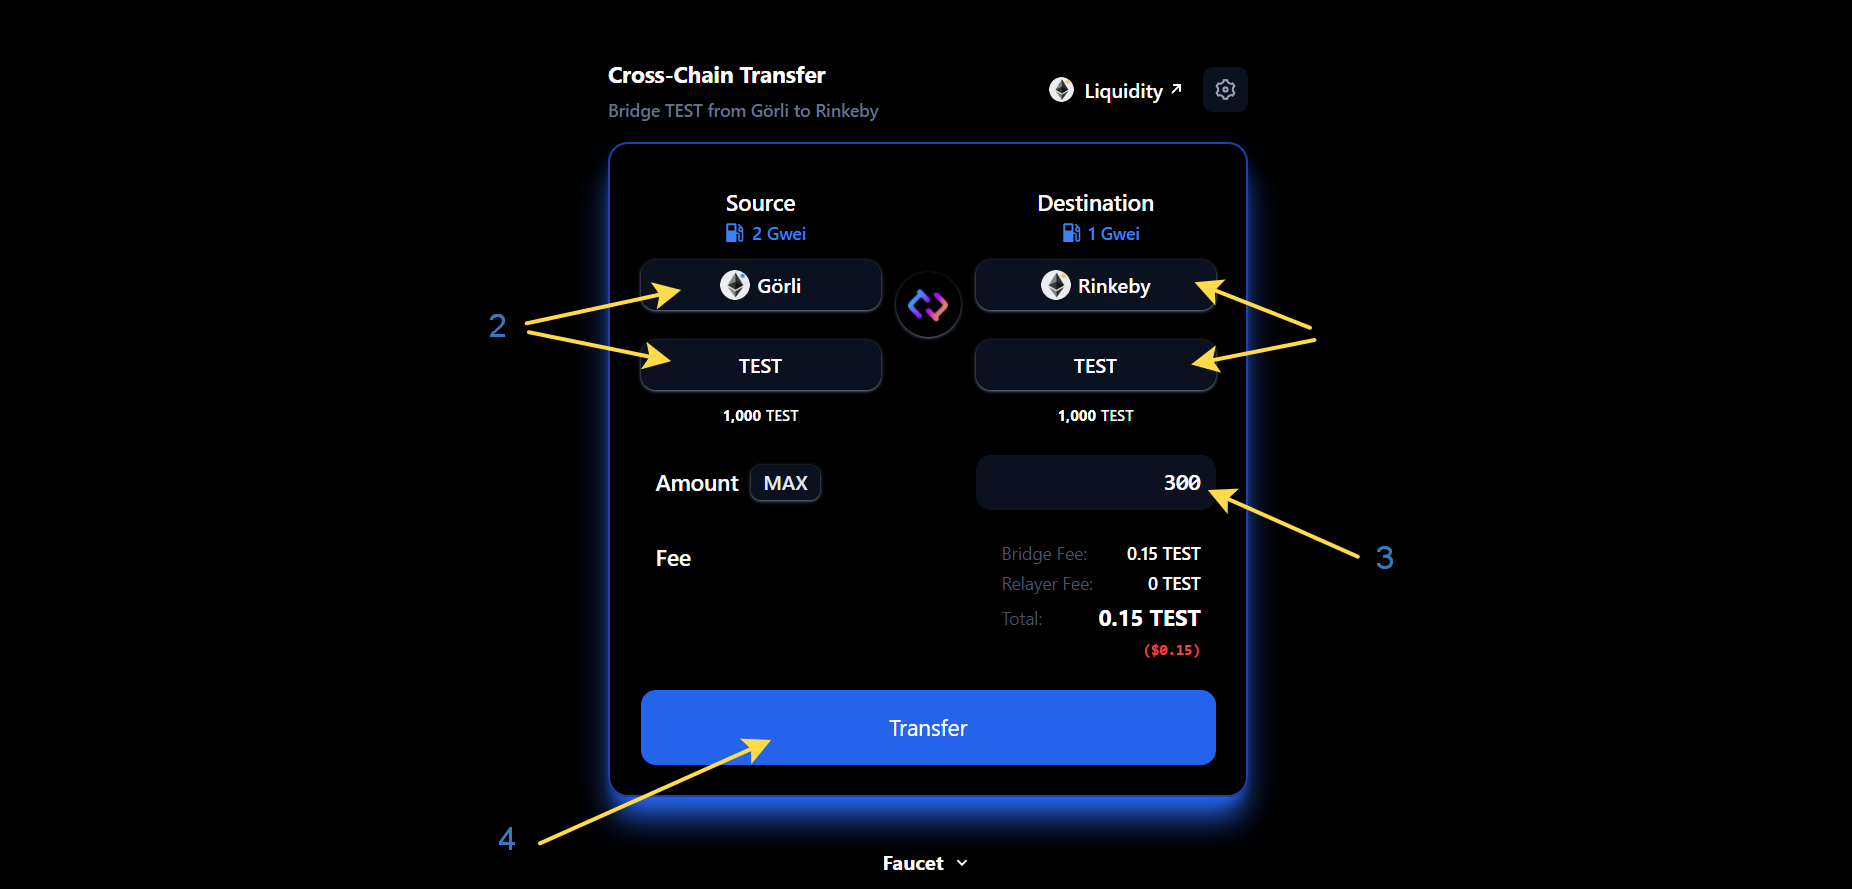 Cross-Chain Transfer
Bridge TEST from Görli to Rinkeby
Liquidity
Source
2 Gwei
Görli
TEST
1,000 TEST
Destination
1 Gwei
Rinkeby
TEST
1,000 TEST
2
Amount MAX
300
3
Fee
Bridge Fee: 0.15 TEST
Relayer Fee: 0 TEST
Total: 0.15 TEST
($0.15)
Transfer
4
Faucet